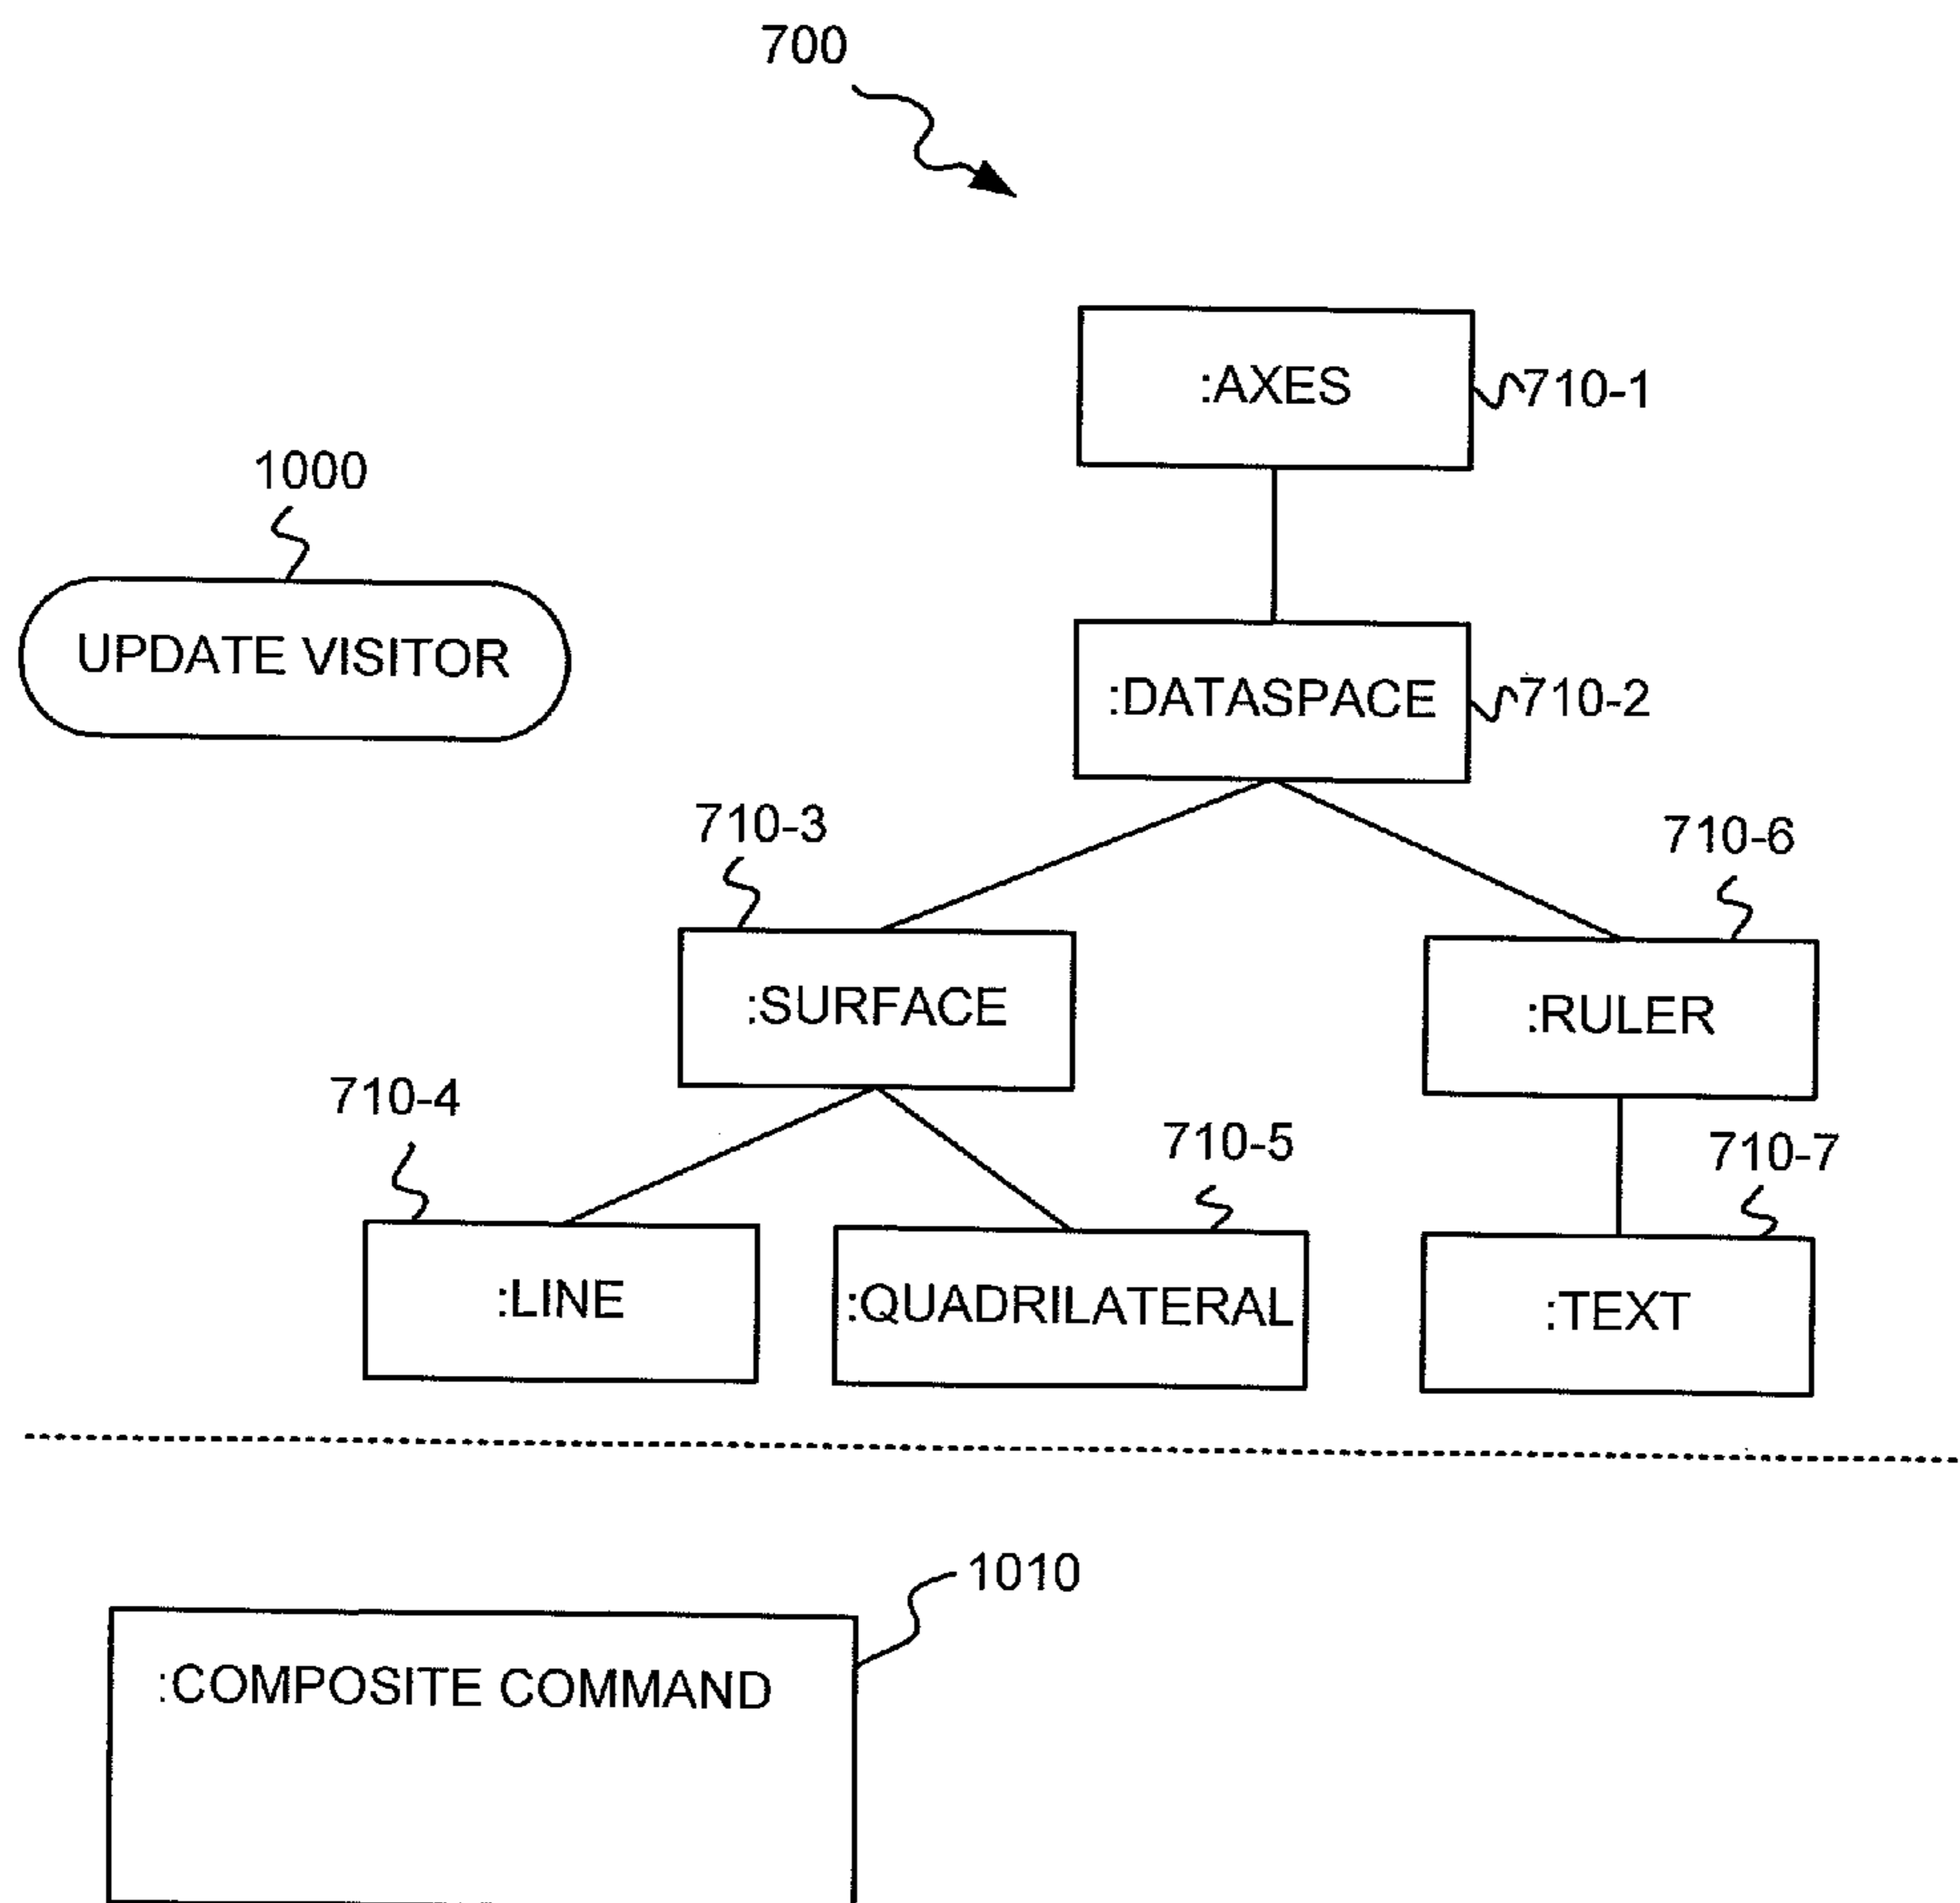 700
:AXES
710-1
1000
UPDATE VISITOR
:DATASPACE
710-2
710-3
710-6
:SURFACE
:RULER
710-4
710-5
710-7
:LINE
:QUADRILATERAL
:TEXT
1010
:COMPOSITE COMMAND